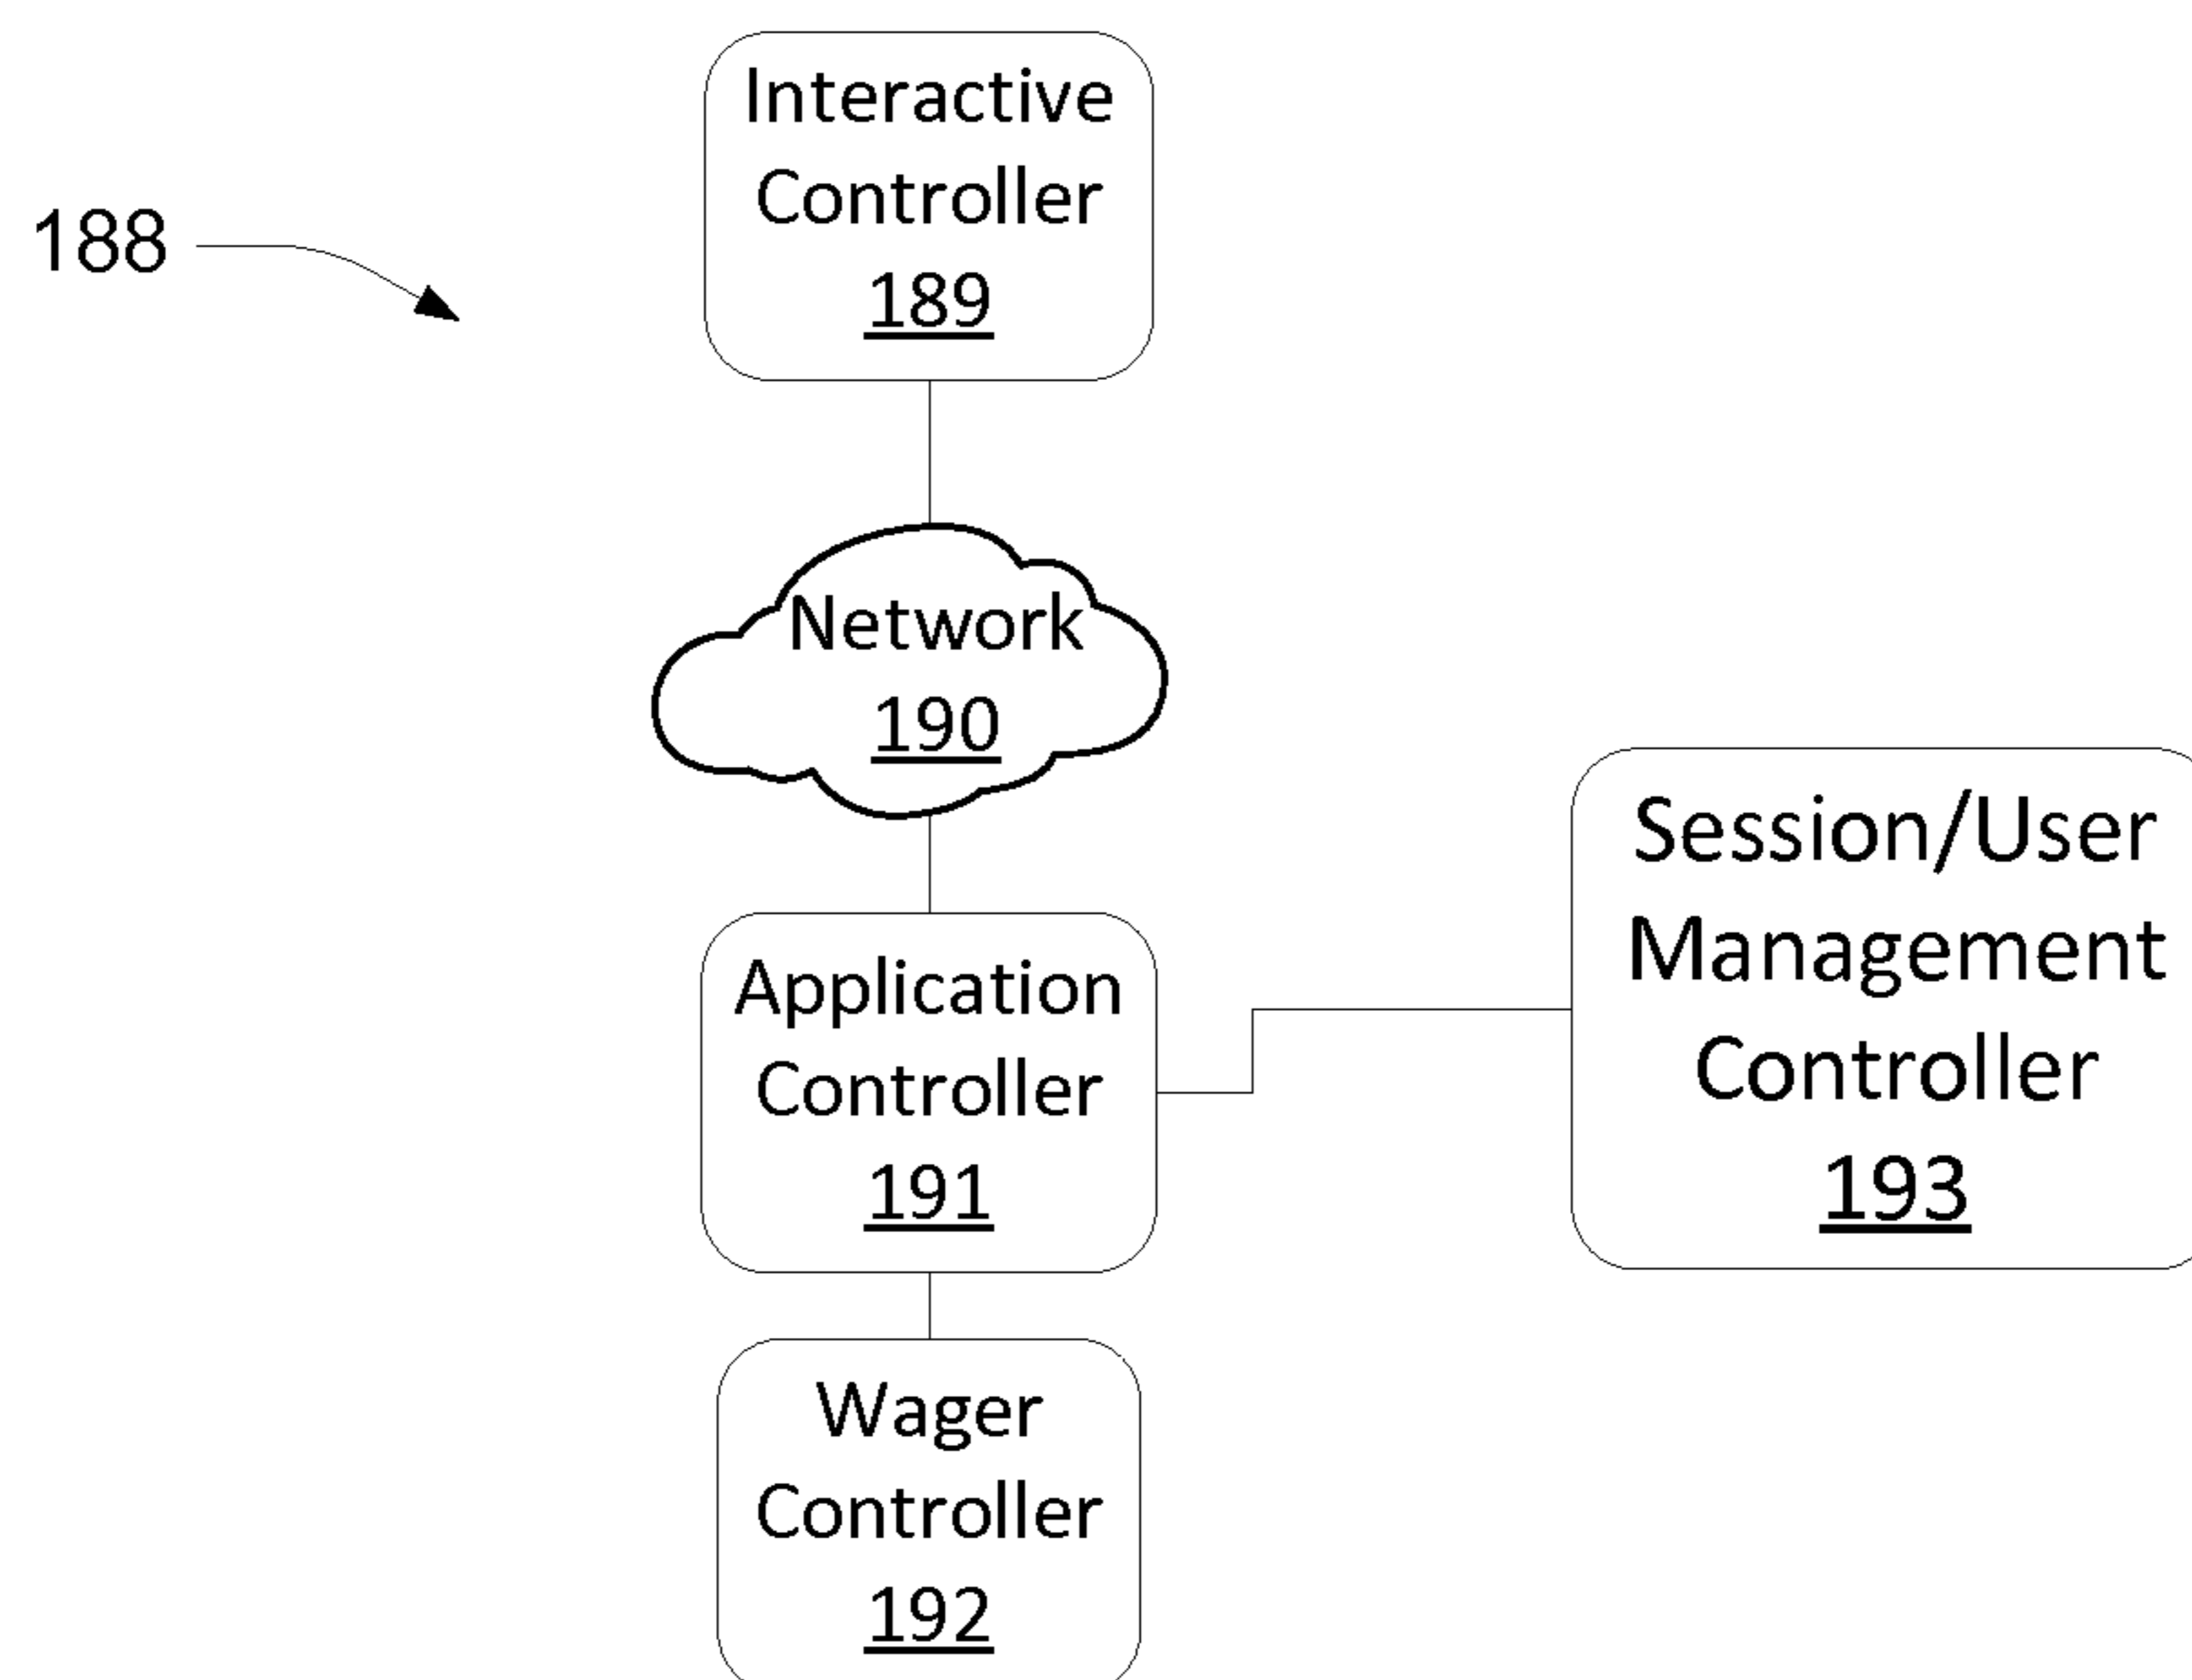 Interactive
Controller
189
188
Network
190
Application
Controller
191
Session/User
Management
Controller
193
Wager
Controller
192